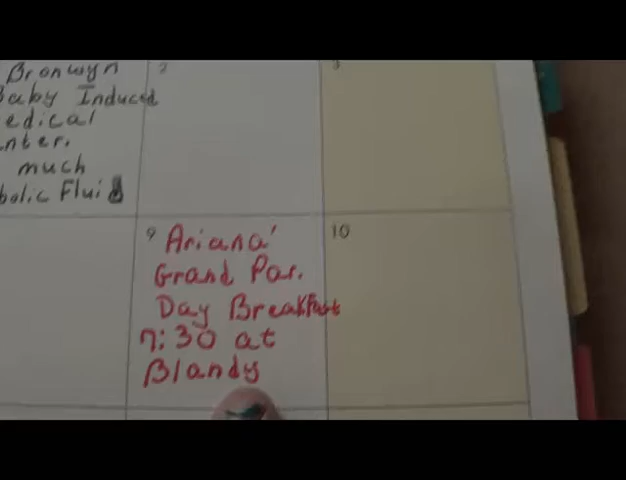 Bronwyn
Baby Induced
edical
nter.
much
bolic Flui
2
3
9 Ariana'
Grand Par.
Day Breakfast
7:30 at
Blandy
10